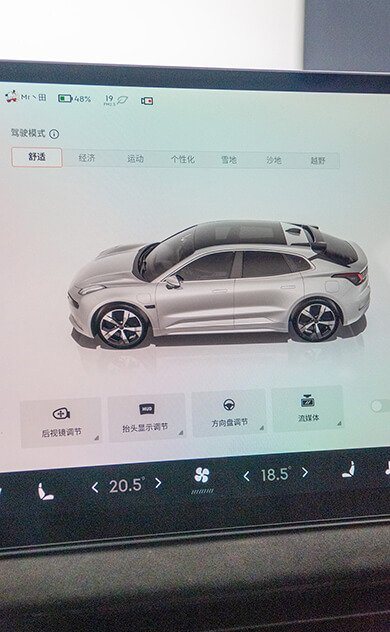 Mr丶田 48% 19 PM2.5
驾驶模式
舒适 经济 运动 个性化 雪地 沙地 越野
HUD
后视镜调节 抬头显示调节 方向盘调节 流媒体
20.5° 18.5°